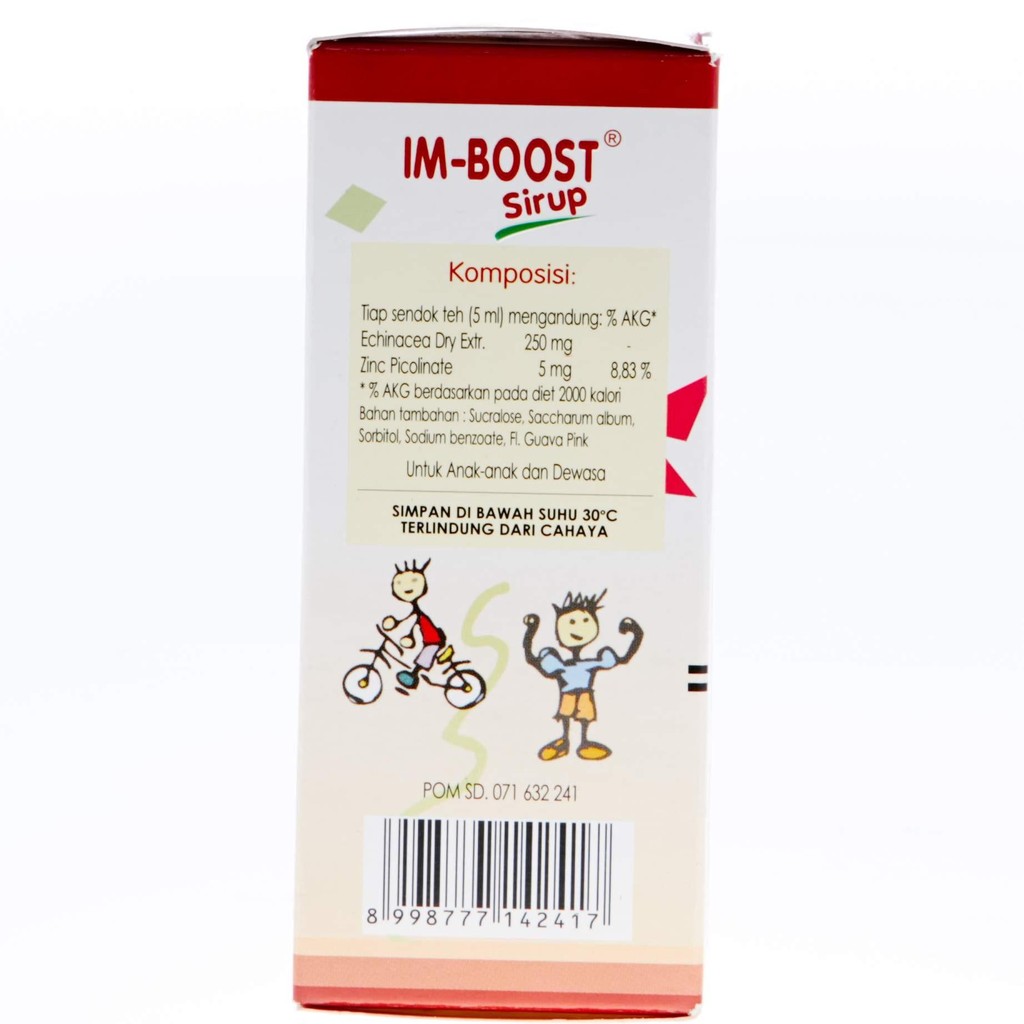 IM-BOOST®
Sirup
Komposisi:
Tiap sendok teh (5 ml) mengandung: % AKG*
Echinacea Dry Extr. 250 mg -
Zinc Picolinate 5 mg 8,83 %
* % AKG berdasarkan pada diet 2000 kalori
Bahan tambahan : Sucralose, Saccharum album,
Sorbitol, Sodium benzoate, Fl. Guava Pink
Untuk Anak-anak dan Dewasa
SIMPAN DI BAWAH SUHU 30°C
TERLINDUNG DARI CAHAYA
POM SD. 071 632 241
8 998777 142417